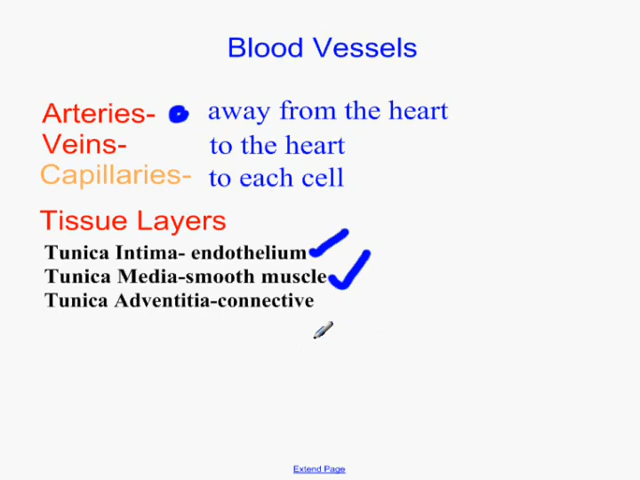 Blood Vessels
Arteries- away from the heart
Veins- to the heart
Capillaries- to each cell
Tissue Layers
Tunica Intima- endothelium
Tunica Media-smooth muscle
Tunica Adventitia-connective
Extend Page